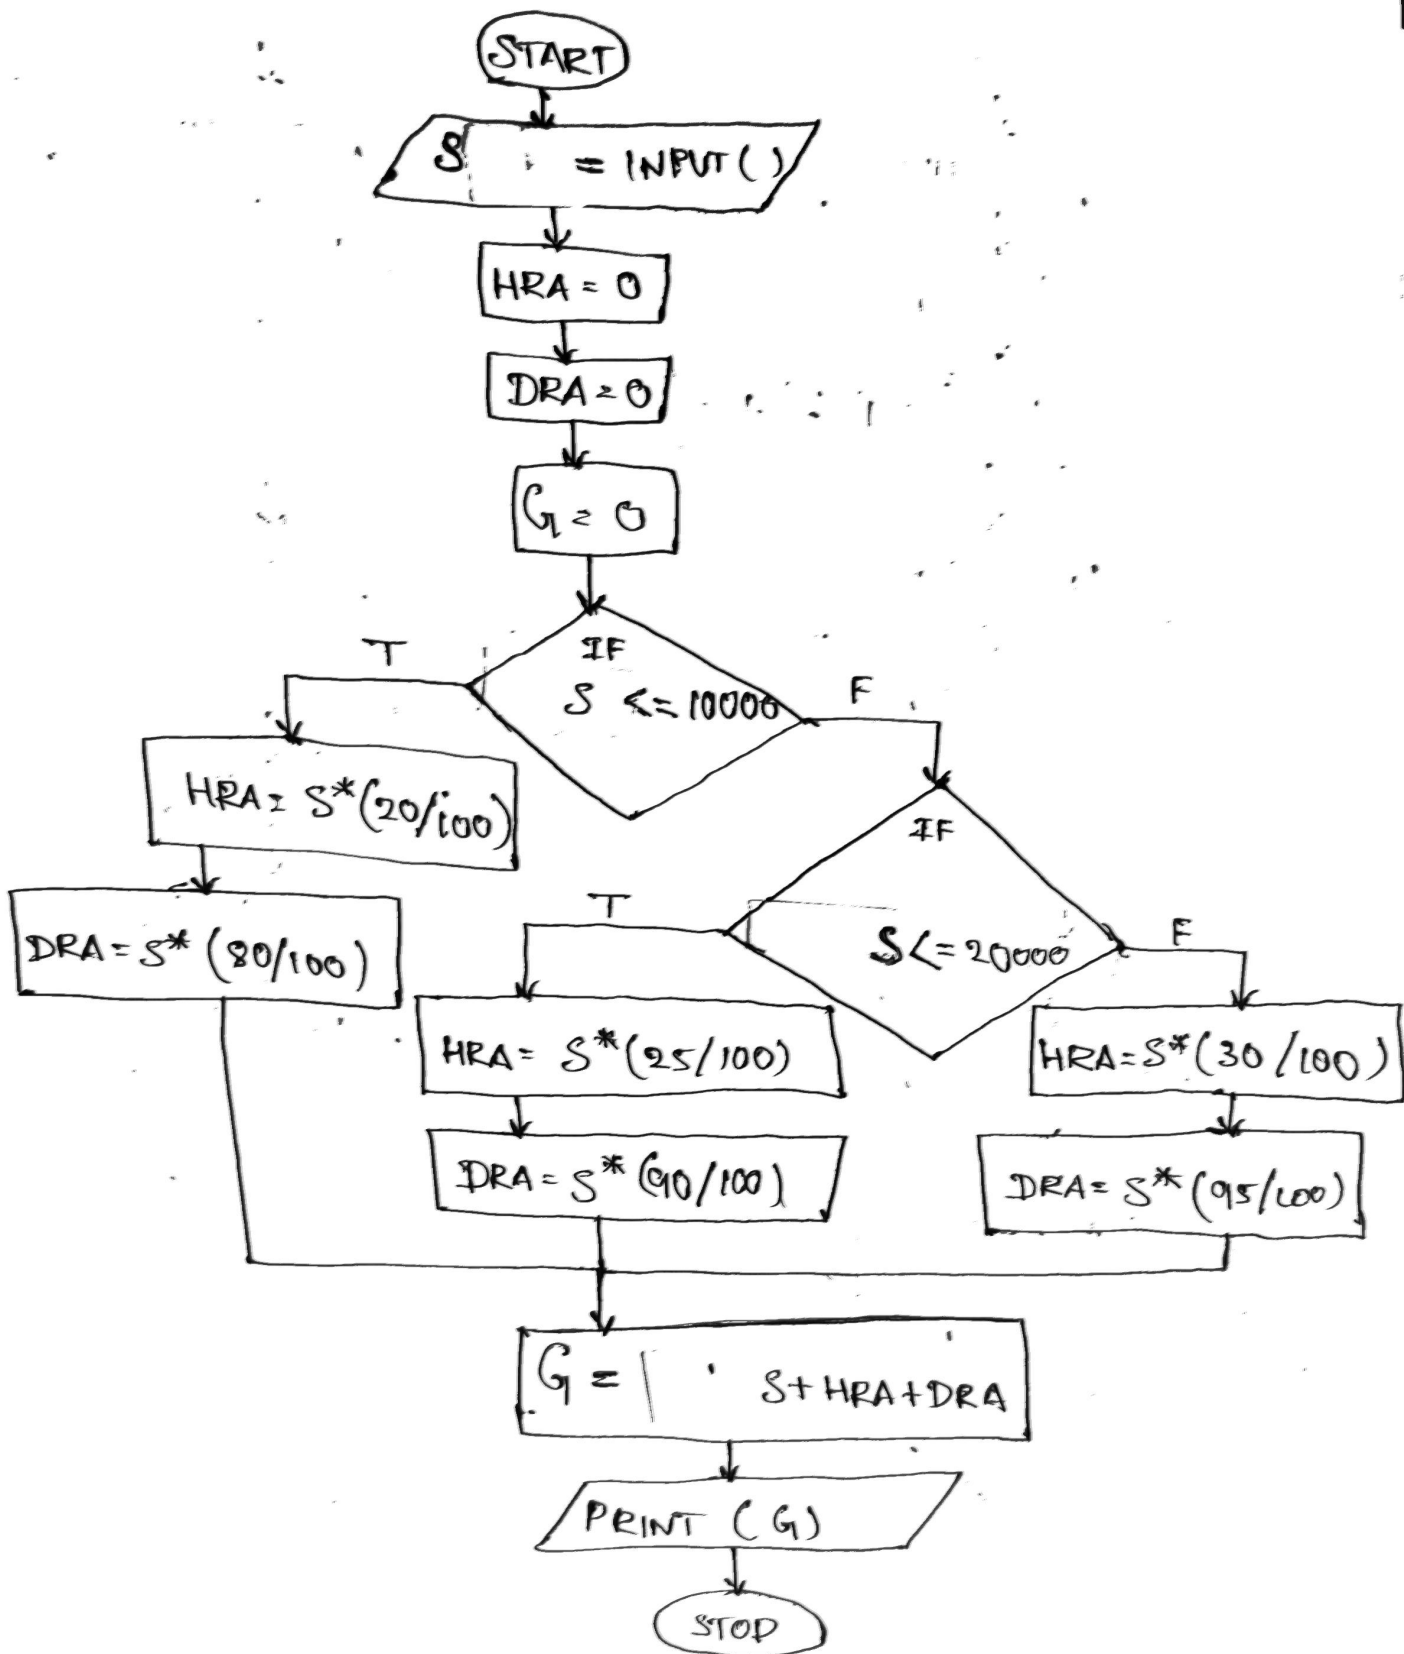 START
S = INPUT()
HRA = 0
DRA = 0
G = 0
IF
S <= 10000
T
F
HRA = S*(20/100)
DRA = S*(80/100)
IF
S <= 20000
T
F
HRA = S*(25/100)
DRA = S*(90/100)
HRA = S*(30/100)
DRA = S*(95/100)
G = S+HRA+DRA
PRINT (G)
STOP